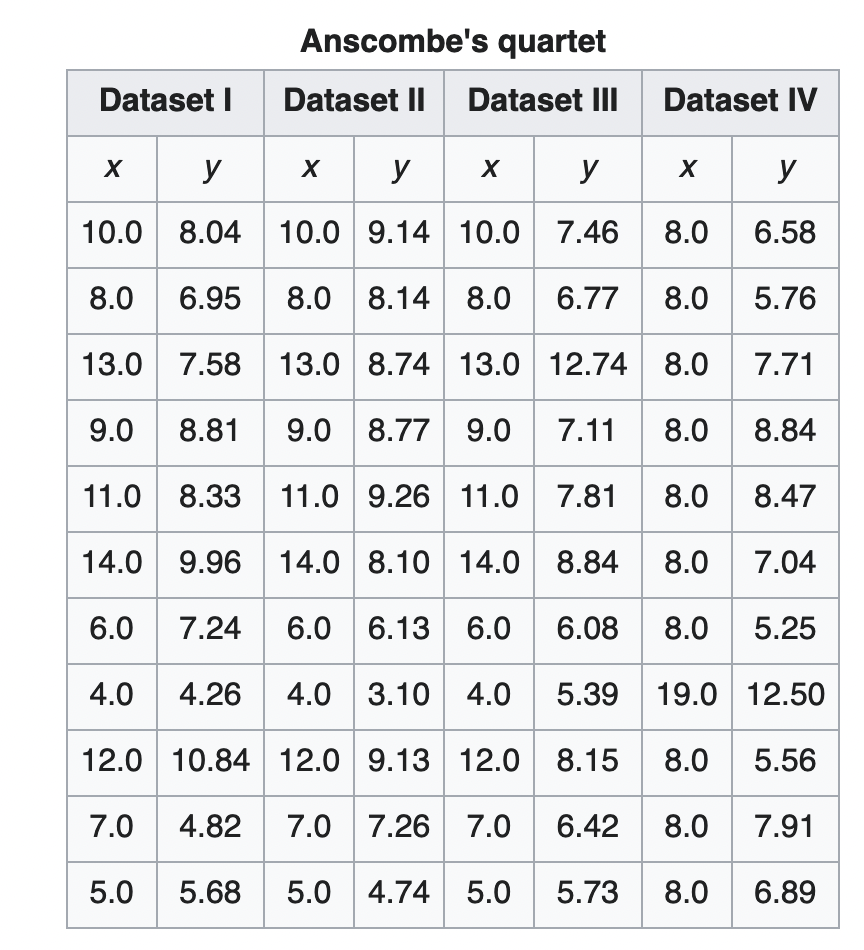 Anscombe's quartet
Dataset I Dataset II Dataset III Dataset IV
x y x y x y x y
10.0 8.04 10.0 9.14 10.0 7.46 8.0 6.58
8.0 6.95 8.0 8.14 8.0 6.77 8.0 5.76
13.0 7.58 13.0 8.74 13.0 12.74 8.0 7.71
9.0 8.81 9.0 8.77 9.0 7.11 8.0 8.84
11.0 8.33 11.0 9.26 11.0 7.81 8.0 8.47
14.0 9.96 14.0 8.10 14.0 8.84 8.0 7.04
6.0 7.24 6.0 6.13 6.0 6.08 8.0 5.25
4.0 4.26 4.0 3.10 4.0 5.39 19.0 12.50
12.0 10.84 12.0 9.13 12.0 8.15 8.0 5.56
7.0 4.82 7.0 7.26 7.0 6.42 8.0 7.91
5.0 5.68 5.0 4.74 5.0 5.73 8.0 6.89